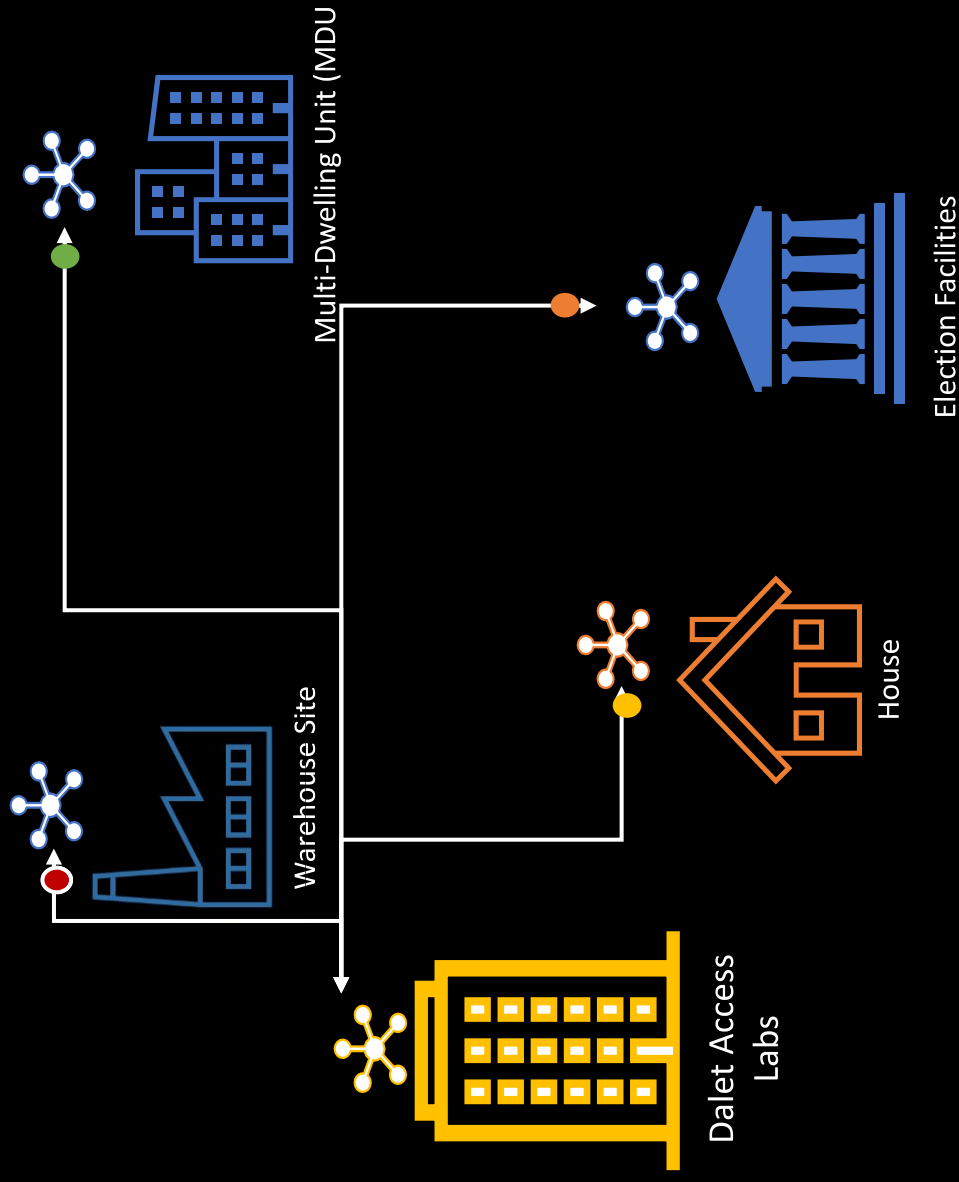 Multi-Dwelling Unit (MDU
Warehouse Site
Election Facilities
House
Dalet Access
Labs